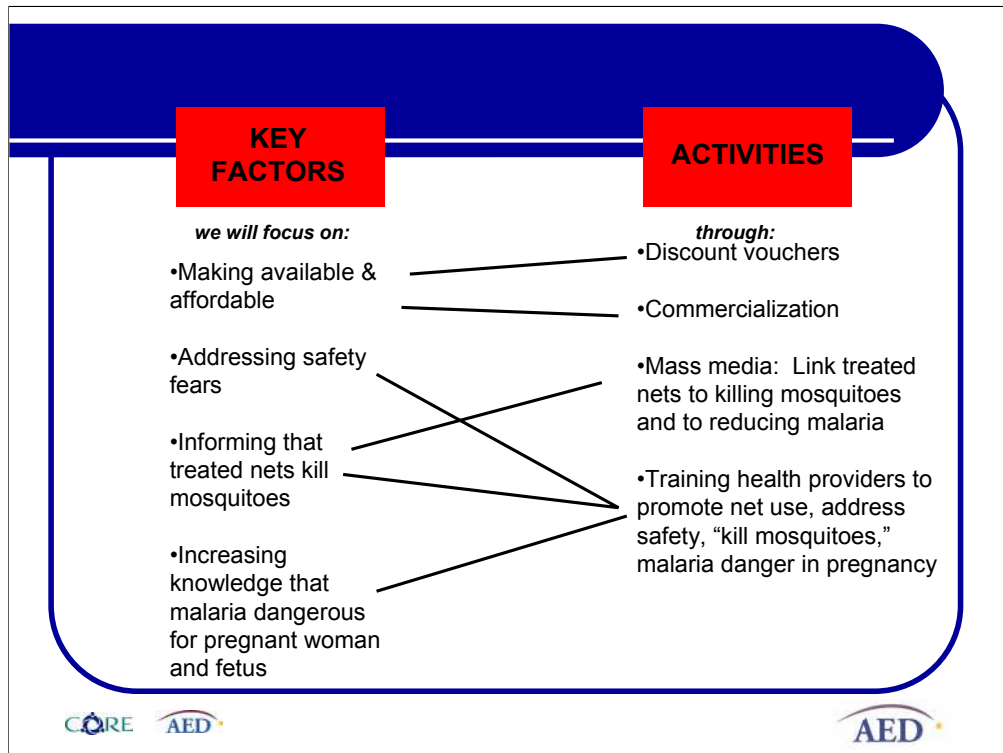 KEY
FACTORS
we will focus on:
•Making available &
affordable
•Addressing safety
fears
•Informing that
treated nets kill
mosquitoes
•Increasing
knowledge that
malaria dangerous
for pregnant woman
and fetus
ACTIVITIES
through:
•Discount vouchers
•Commercialization
•Mass media:  Link treated
nets to killing mosquitoes
and to reducing malaria
•Training health providers to
promote net use, address
safety, “kill mosquitoes,”
malaria danger in pregnancy
CORE
AED
AED